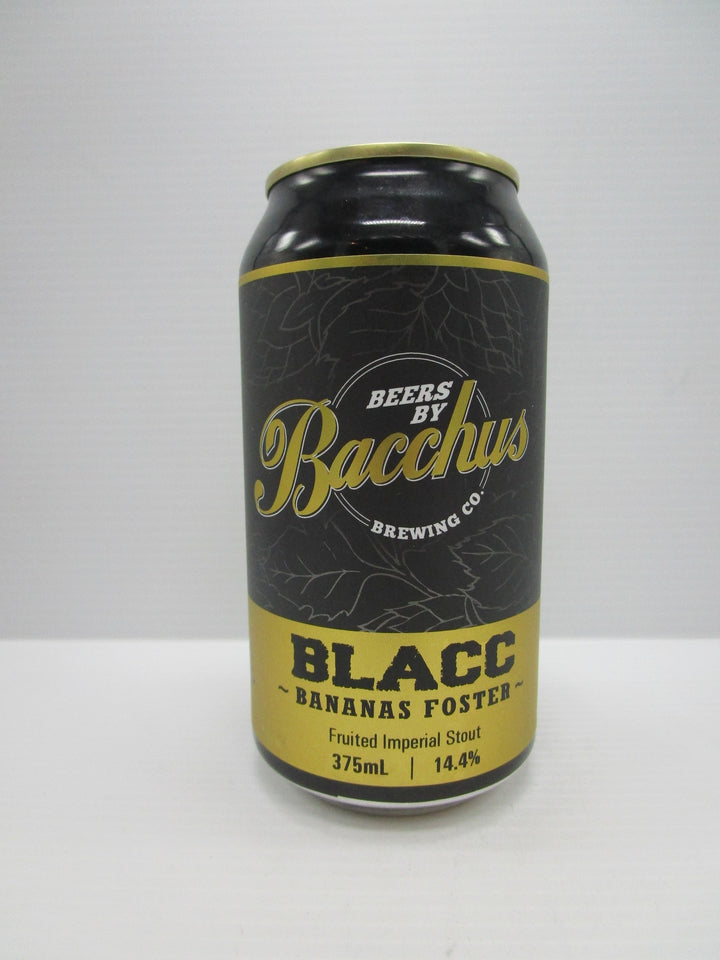 BEERS
BY
Bacchus
BREWING CO.
BLACC
~ BANANAS FOSTER ~
Fruited Imperial Stout
375mL | 14.4%